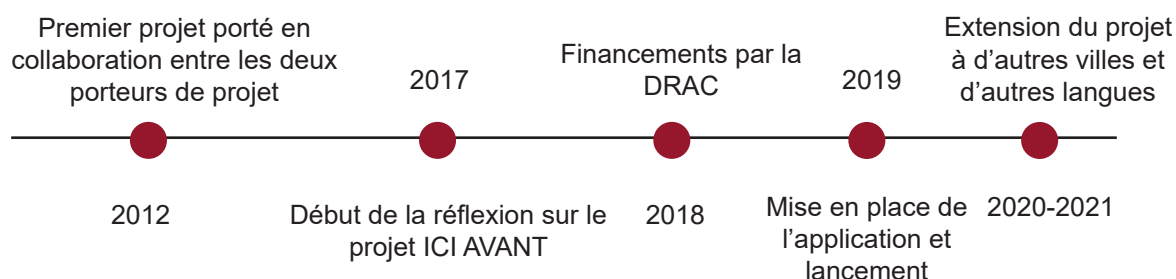 Premier projet porté en
collaboration entre les deux
porteurs de projet
2012
2017
Début de la réflexion sur le
projet ICI AVANT
Financements par la
DRAC
2018
2019
Mise en place de
l'application et
lancement
Extension du projet
à d'autres villes et
d'autres langues
2020-2021